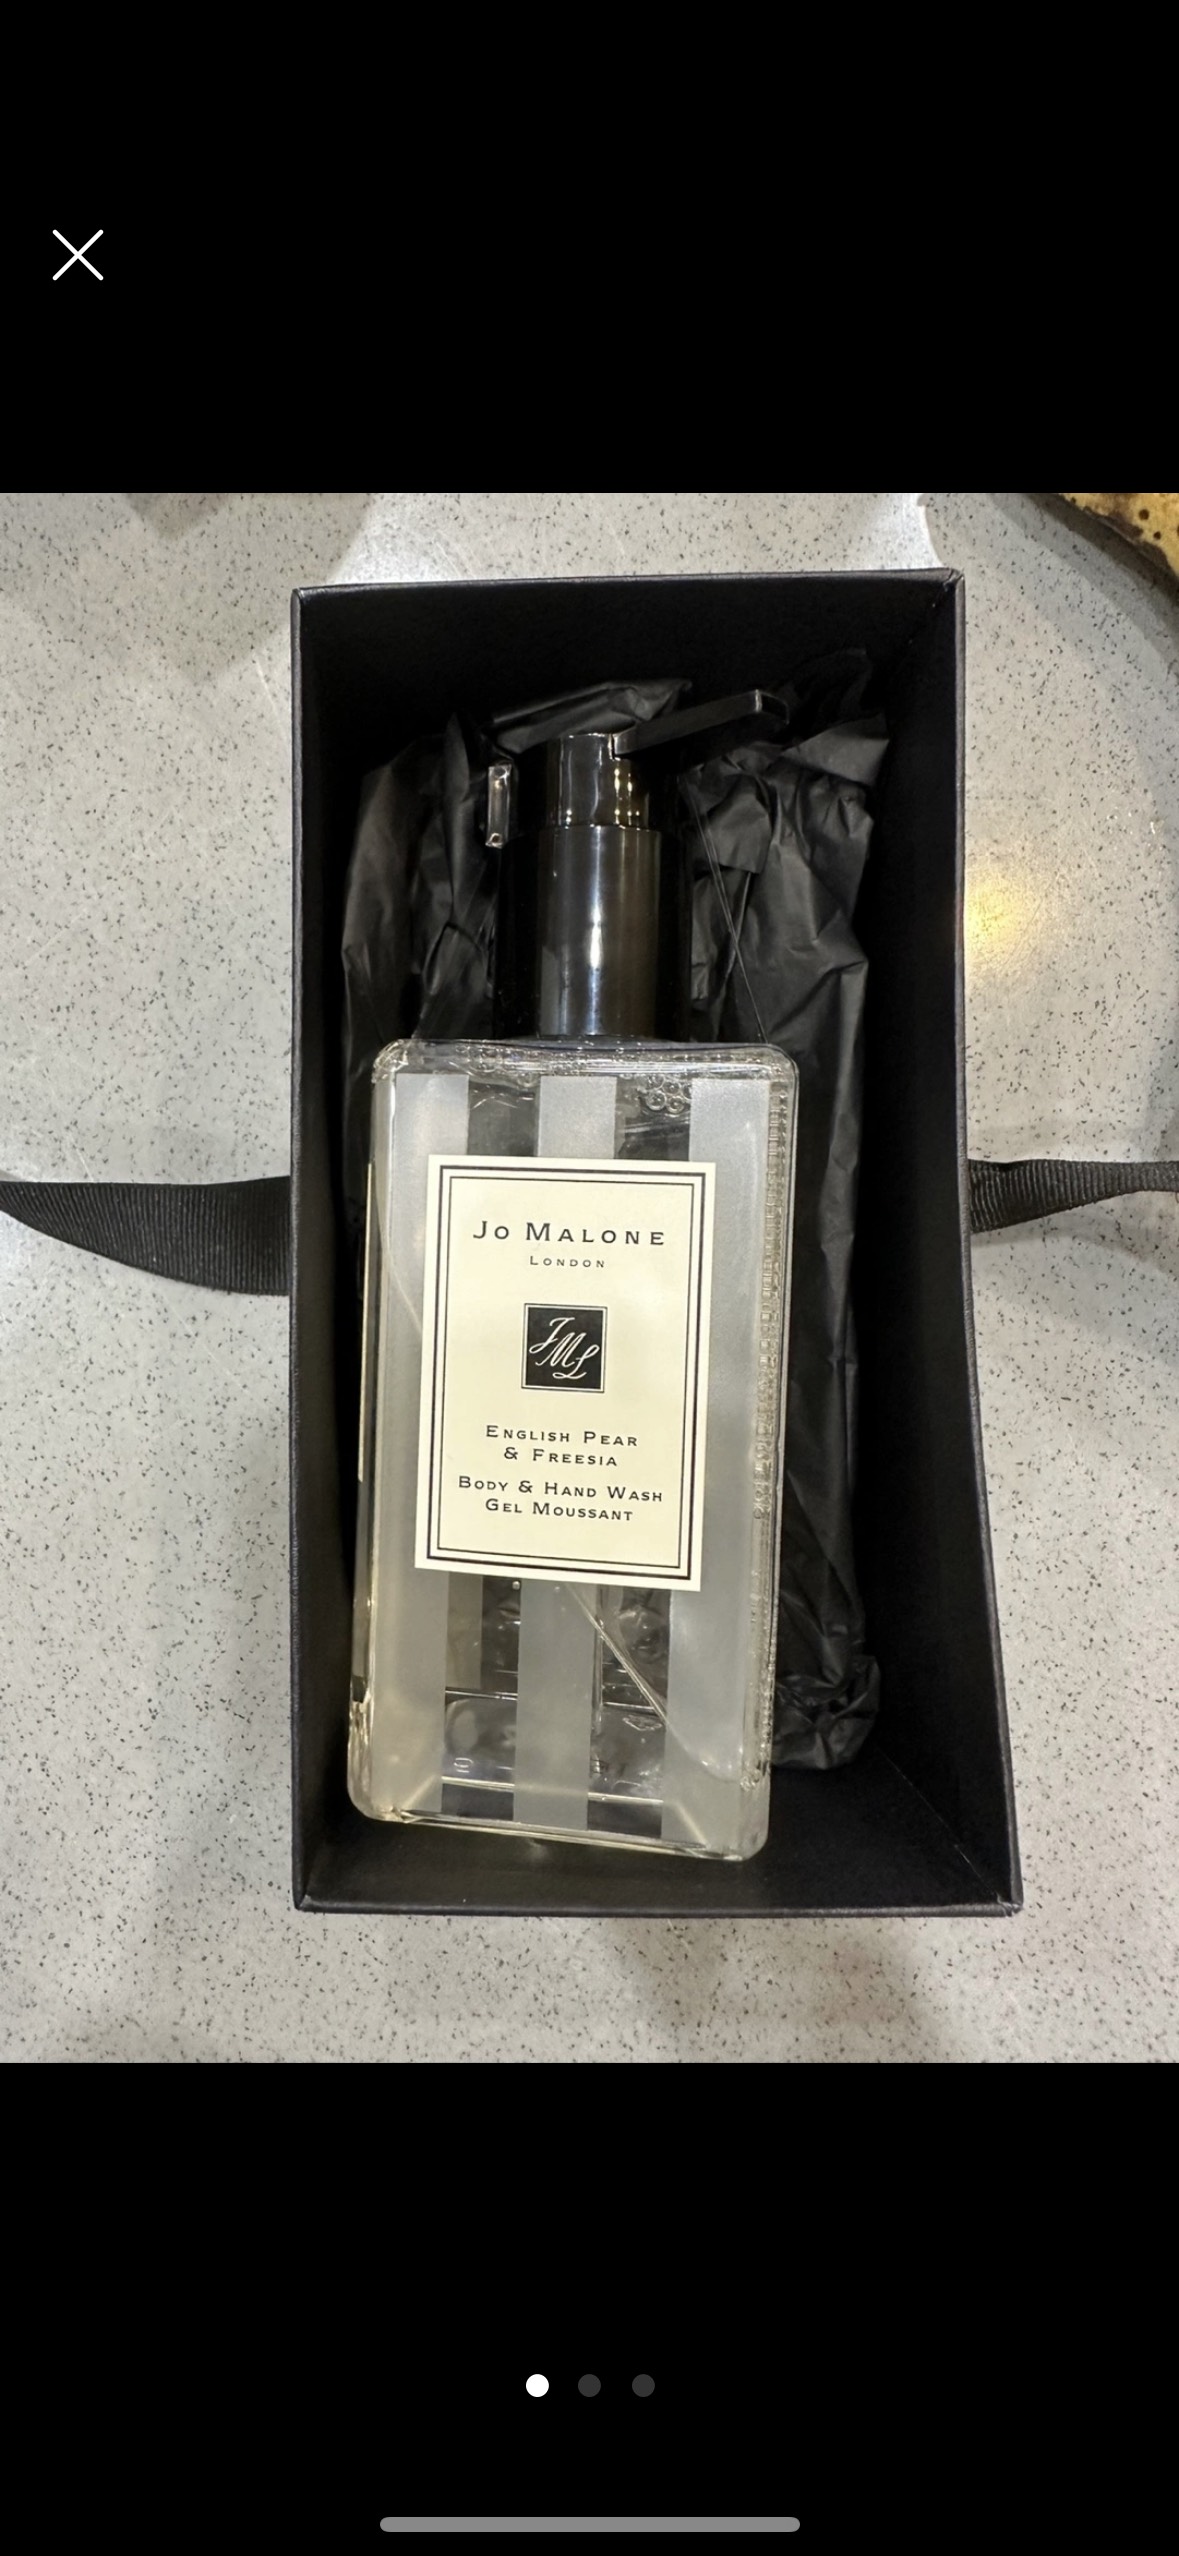 Jo Malone
London
JML
English Pear
& Freesia
Body & Hand Wash
Gel Moussant